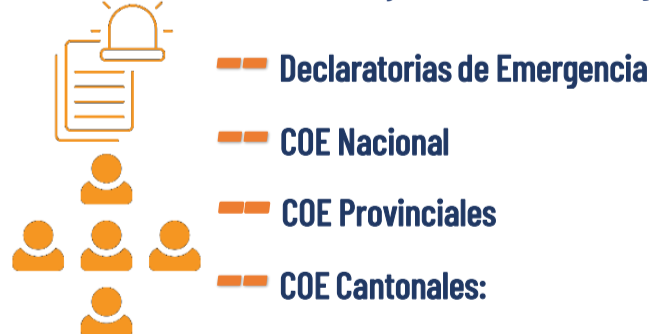 Declaratorias de Emergencia
COE Nacional
COE Provinciales
COE Cantonales: